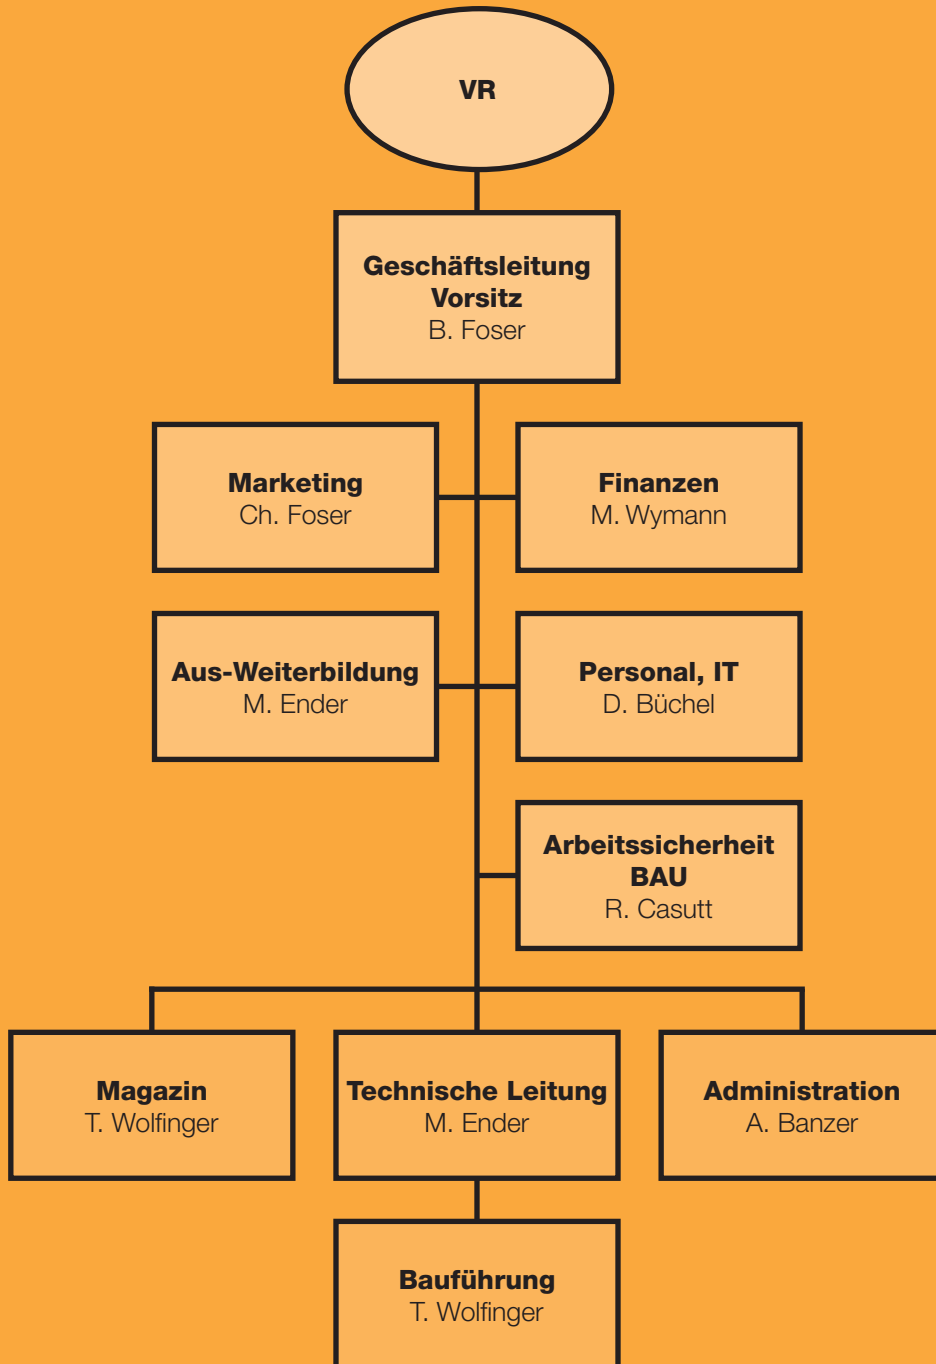 VR
Geschäftsleitung
Vorsitz
B. Foser
Marketing
Ch. Foser
Finanzen
M. Wymann
Aus-Weiterbildung
M. Ender
Personal, IT
D. Büchel
Arbeitssicherheit
BAU
R. Casutt
Magazin
T. Wolfinger
Technische Leitung
M. Ender
Administration
A. Banzer
Bauführung
T. Wolfinger